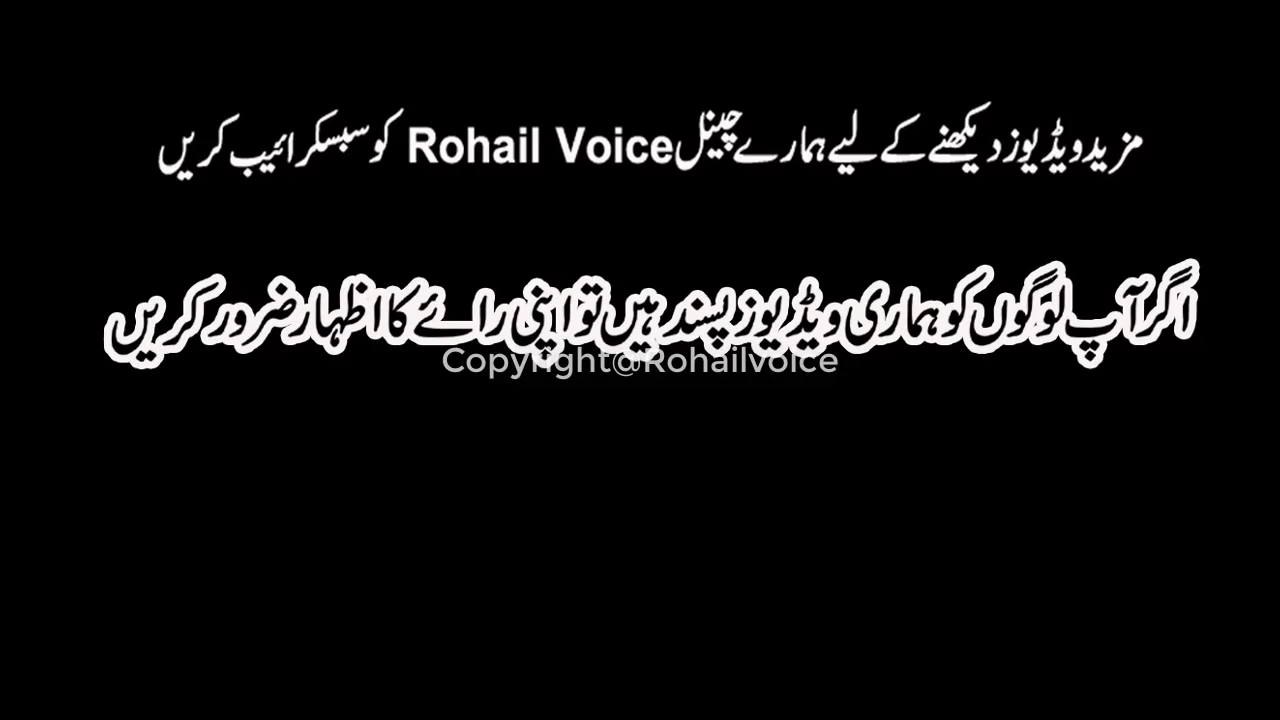 مزید ویڈیوز دیکھنے کے لیے ہمارے چینل Rohail Voice کو سبسکرائیب کریں
اگر آپ لوگوں کو ہماری ویڈیوز پسند ہیں تو اپنی رائے کا اظہار ضرور کریں
Copyright@Rohailvoice